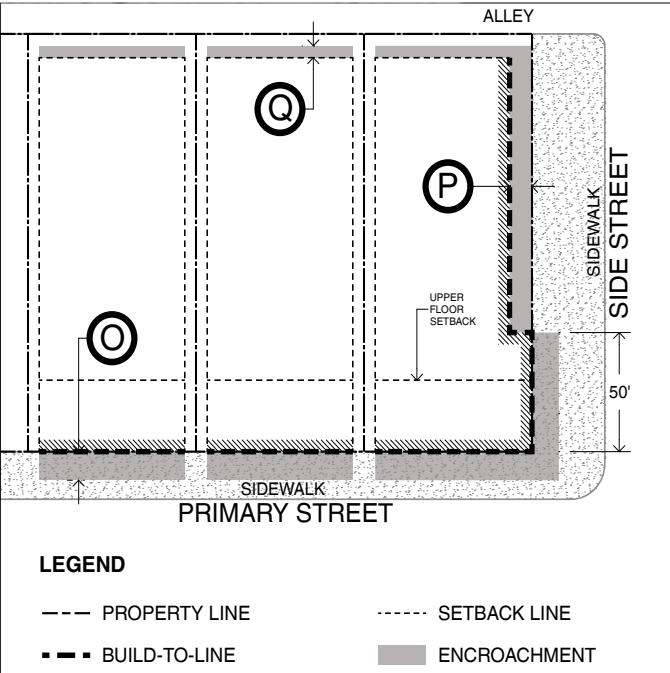 ALLEY
Q
P
SIDEWALK
SIDE STREET
UPPER
FLOOR
SETBACK
O
50'
SIDEWALK
PRIMARY STREET
LEGEND
PROPERTY LINE
SETBACK LINE
BUILD-TO-LINE
ENCROACHMENT